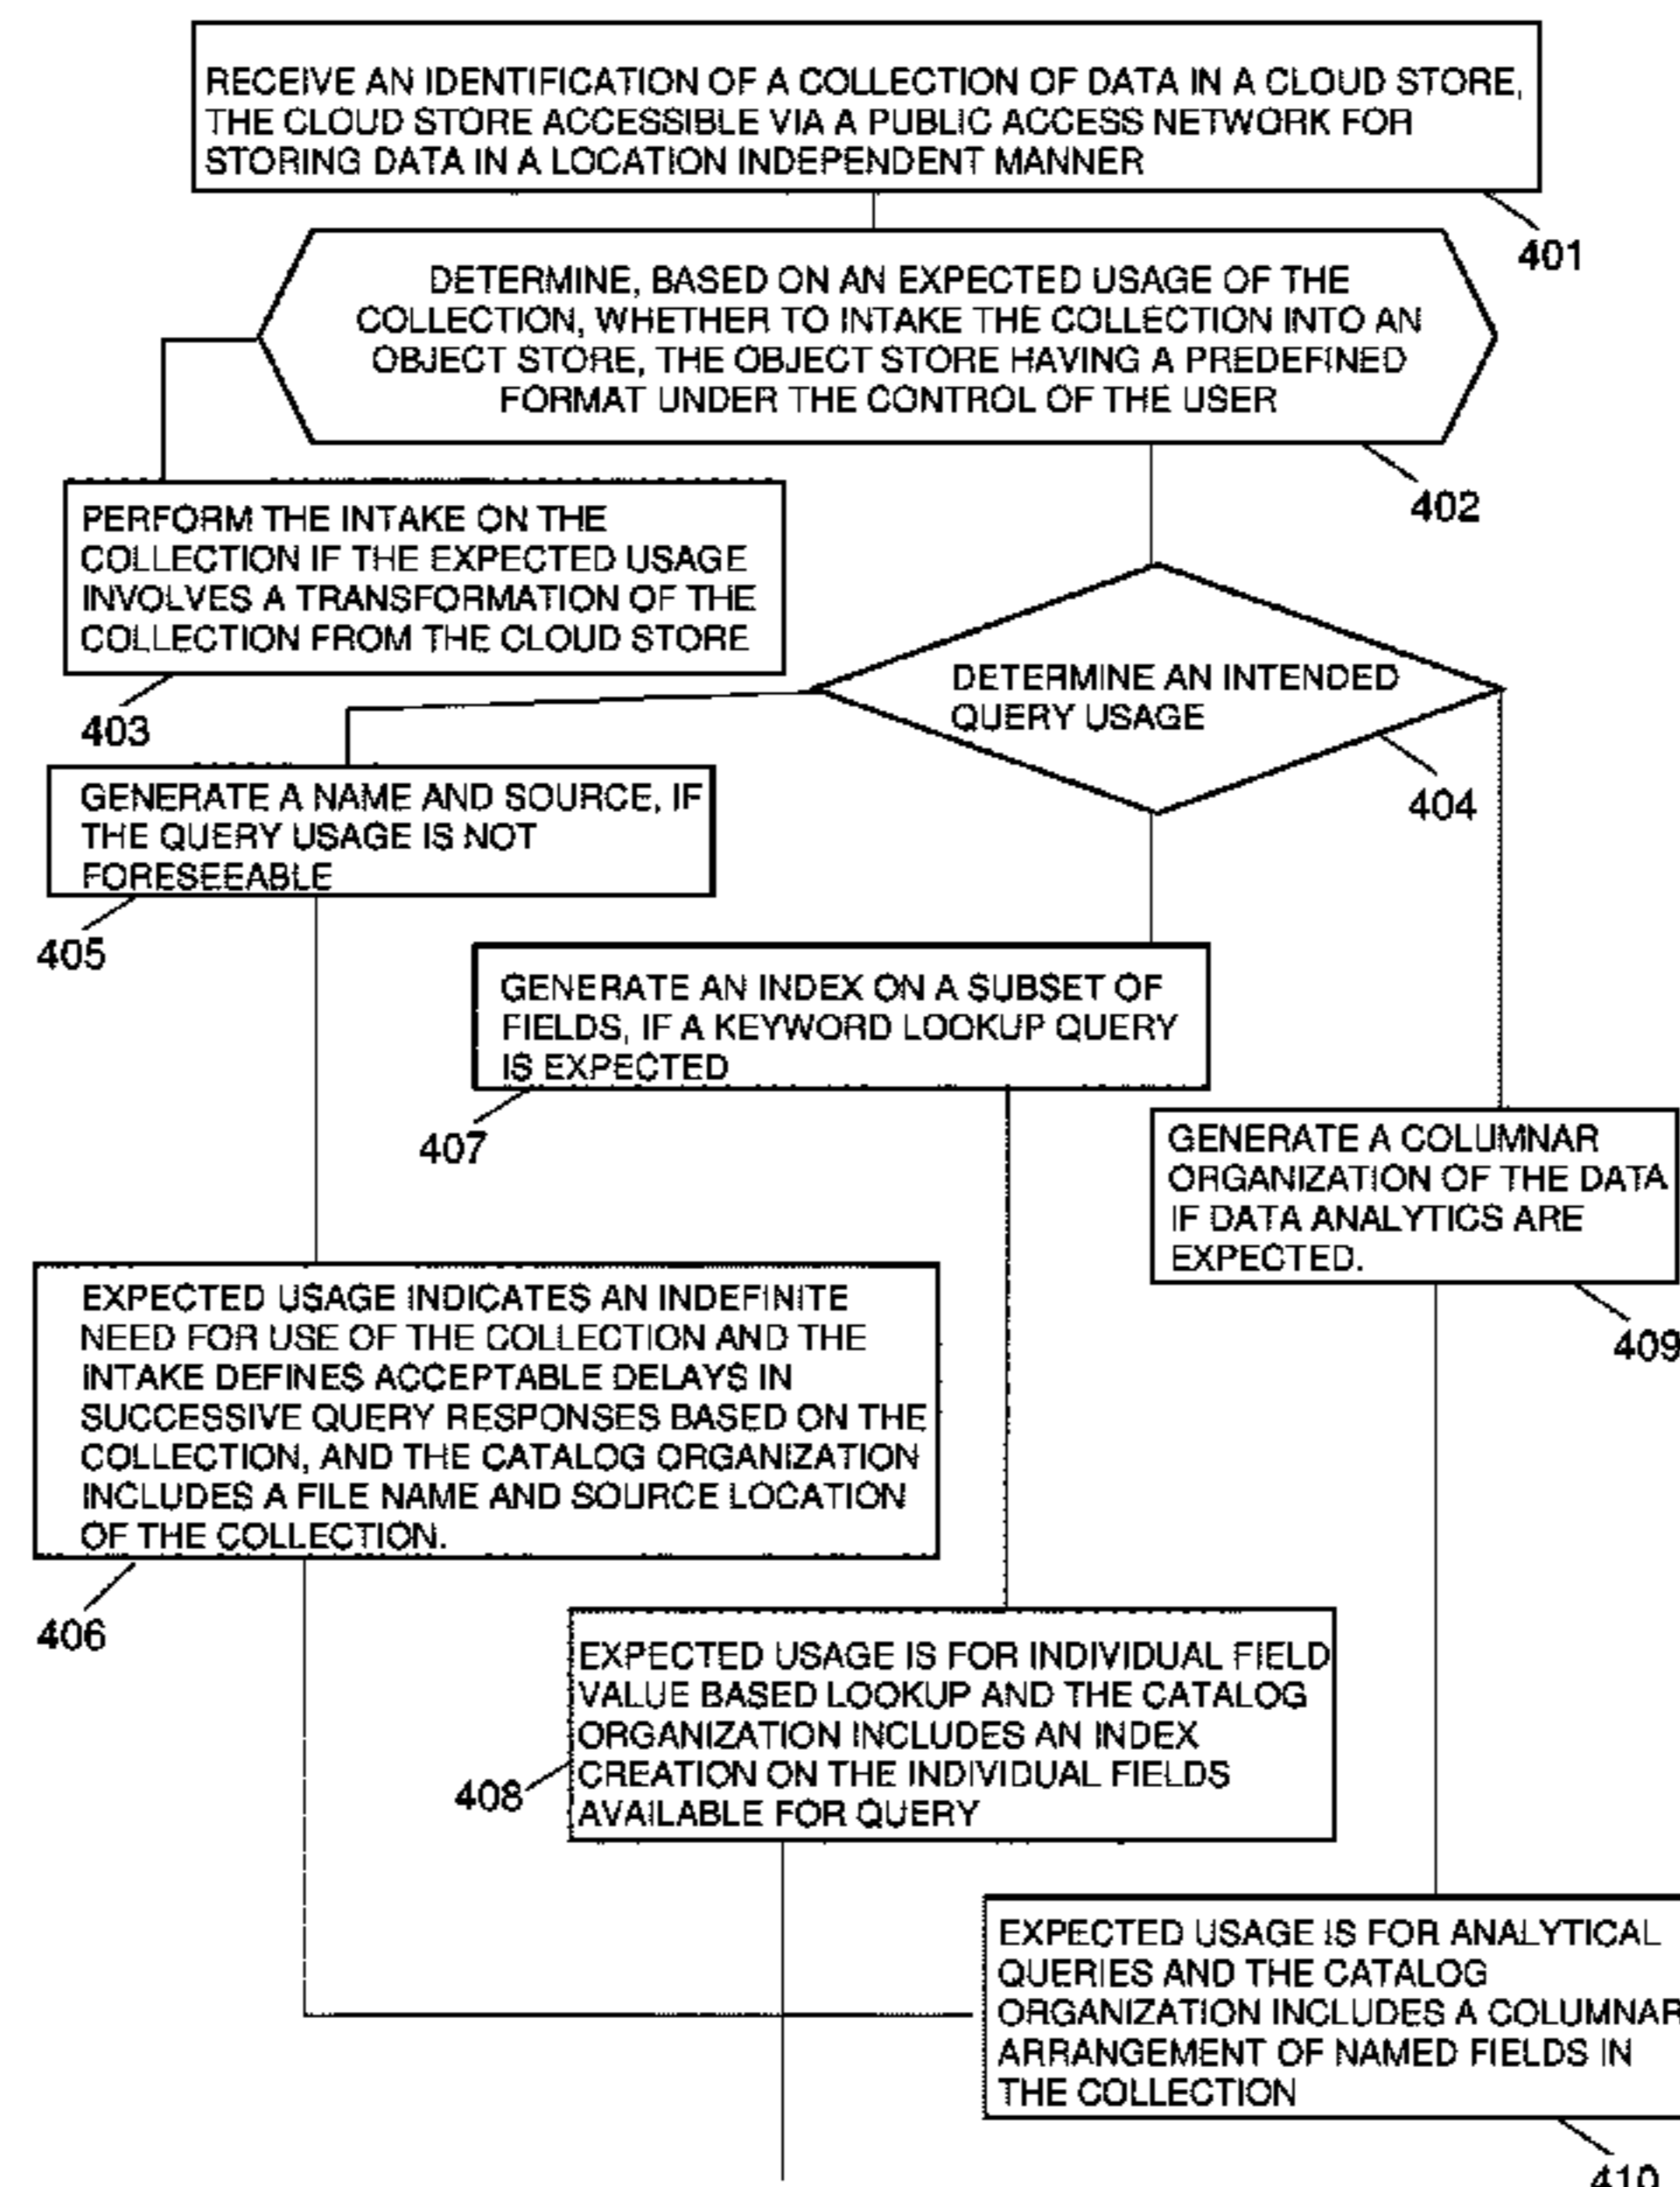 RECEIVE AN IDENTIFICATION OF A COLLECTION OF DATA IN A CLOUD STORE,
THE CLOUD STORE ACCESSIBLE VIA A PUBLIC ACCESS NETWORK FOR
STORING DATA IN A LOCATION INDEPENDENT MANNER
401
DETERMINE, BASED ON AN EXPECTED USAGE OF THE
COLLECTION, WHETHER TO INTAKE THE COLLECTION INTO AN
OBJECT STORE, THE OBJECT STORE HAVING A PREDEFINED
FORMAT UNDER THE CONTROL OF THE USER
402
PERFORM THE INTAKE ON THE
COLLECTION IF THE EXPECTED USAGE
INVOLVES A TRANSFORMATION OF THE
COLLECTION FROM THE CLOUD STORE
403
DETERMINE AN INTENDED
QUERY USAGE
404
GENERATE A NAME AND SOURCE, IF
THE QUERY USAGE IS NOT
FORESEEABLE
405
GENERATE AN INDEX ON A SUBSET OF
FIELDS, IF A KEYWORD LOOKUP QUERY
IS EXPECTED
407
GENERATE A COLUMNAR
ORGANIZATION OF THE DATA
IF DATA ANALYTICS ARE
EXPECTED.
409
EXPECTED USAGE INDICATES AN INDEFINITE
NEED FOR USE OF THE COLLECTION AND THE
INTAKE DEFINES ACCEPTABLE DELAYS IN
SUCCESSIVE QUERY RESPONSES BASED ON THE
COLLECTION, AND THE CATALOG ORGANIZATION
INCLUDES A FILE NAME AND SOURCE LOCATION
OF THE COLLECTION.
406
EXPECTED USAGE IS FOR INDIVIDUAL FIELD
VALUE BASED LOOKUP AND THE CATALOG
ORGANIZATION INCLUDES AN INDEX
CREATION ON THE INDIVIDUAL FIELDS
AVAILABLE FOR QUERY
408
EXPECTED USAGE IS FOR ANALYTICAL
QUERIES AND THE CATALOG
ORGANIZATION INCLUDES A COLUMNAR
ARRANGEMENT OF NAMED FIELDS IN
THE COLLECTION
410